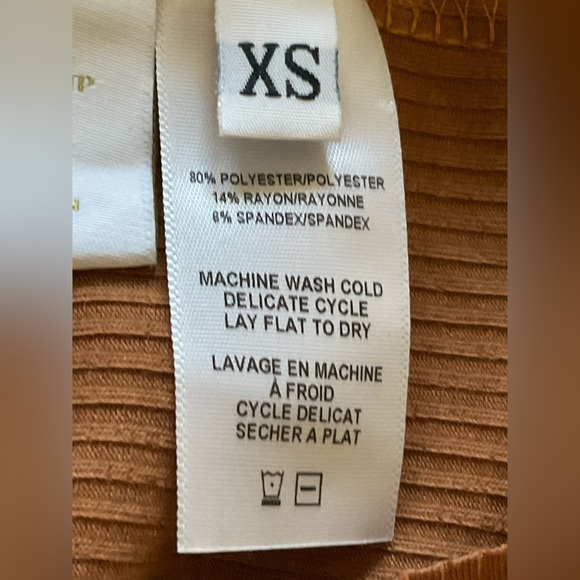 XS
80% POLYESTER/POLYESTER
14% RAYON/RAYONNE
6% SPANDEX/SPANDEX
MACHINE WASH COLD
DELICATE CYCLE
LAY FLAT TO DRY
LAVAGE EN MACHINE
À FROID
CYCLE DELICAT
SECHER A PLAT